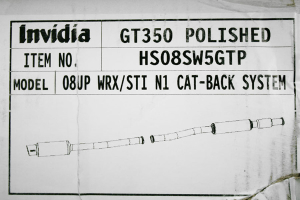 Invidia GT350 POLISHED
ITEM NO. HS08SW5GTP
MODEL 08UP WRX/STI N1 CAT-BACK SYSTEM